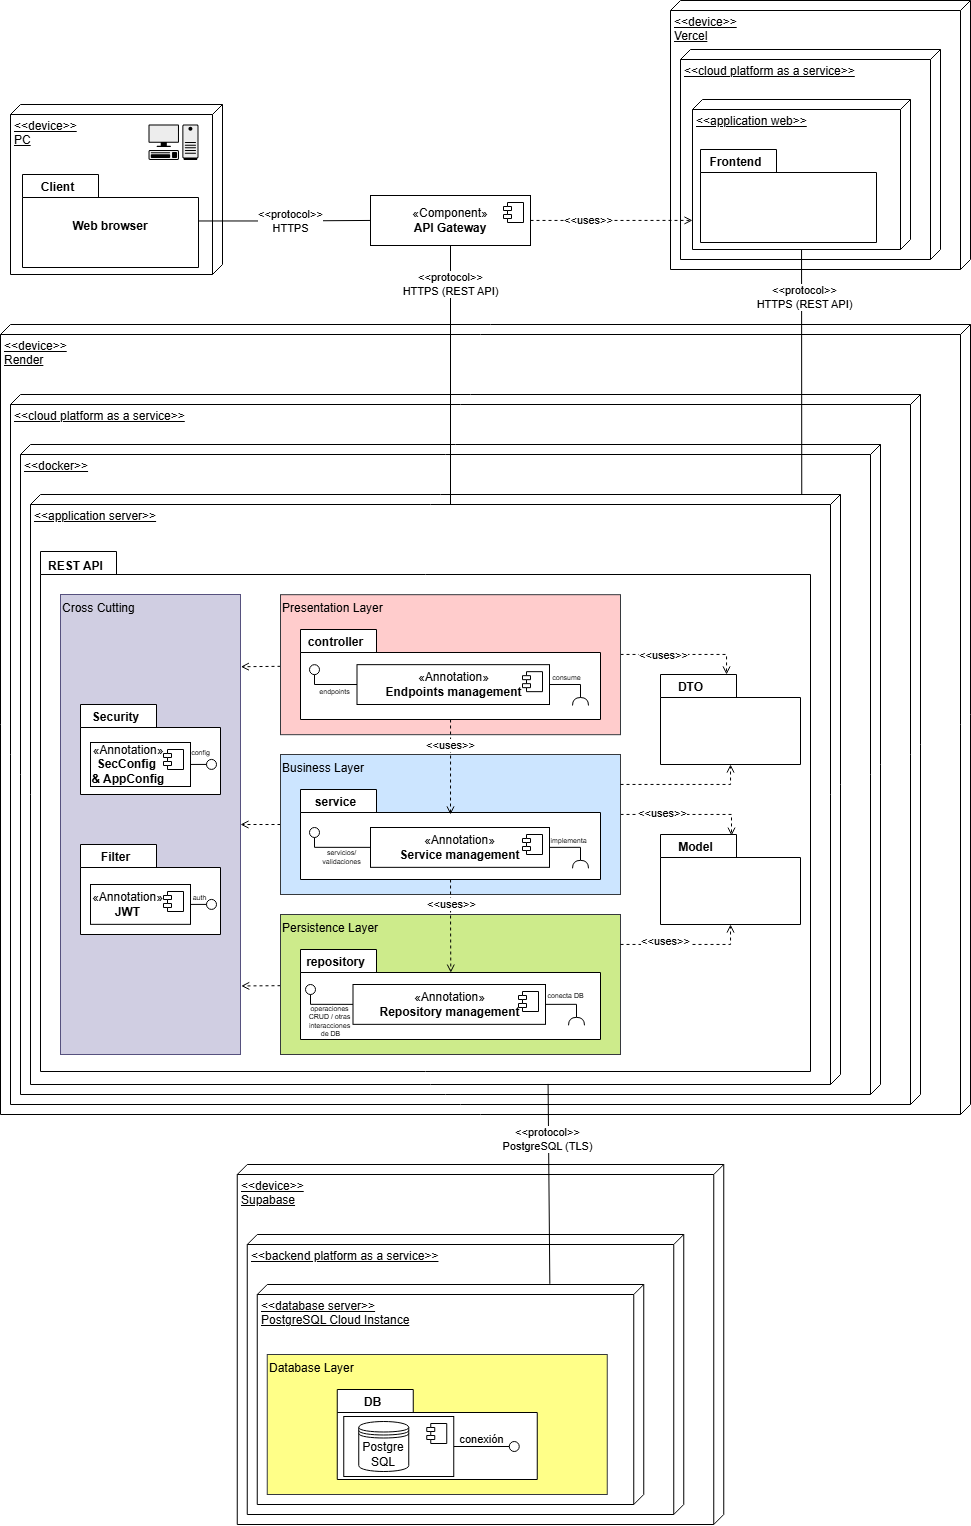 <<device>>
Vercel
<<cloud platform as a service>>
<<application web>>
Frontend
<<device>>
PC
Client
Web browser
<<protocol>>
HTTPS
«Component»
API Gateway
<<uses>>
<<protocol>>
HTTPS (REST API)
<<protocol>>
HTTPS (REST API)
<<device>>
Render
<<cloud platform as a service>>
<<docker>>
<<application server>>
REST API
Cross Cutting
Security
«Annotation»
SecConfig
& AppConfig
config
Filter
«Annotation»
JWT
auth
Presentation Layer
controller
endpoints
«Annotation»
Endpoints management
consume
<<uses>>
<<uses>>
DTO
Business Layer
service
servicios/
validaciones
«Annotation»
Service management
implementa
<<uses>>
<<uses>>
Model
Persistence Layer
repository
operaciones
CRUD / otras
interacciones
de DB
«Annotation»
Repository management
conecta DB
<<uses>>
<<protocol>>
PostgreSQL (TLS)
<<device>>
Supabase
<<backend platform as a service>>
<<database server>>
PostgreSQL Cloud Instance
Database Layer
DB
Postgre
SQL
conexión